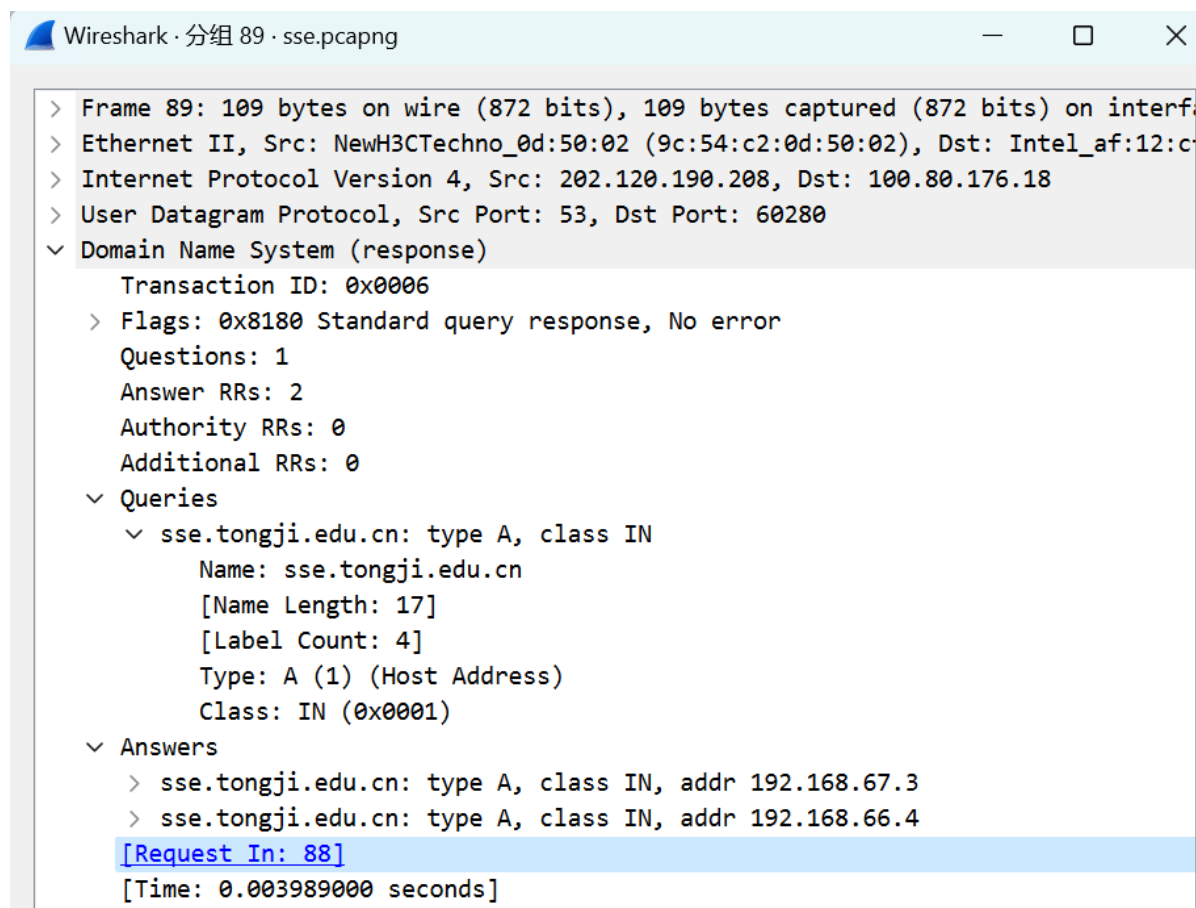 Wireshark · 分组 89 · sse.pcapng
Frame 89: 109 bytes on wire (872 bits), 109 bytes captured (872 bits) on interfa
Ethernet II, Src: NewH3CTechno_0d:50:02 (9c:54:c2:0d:50:02), Dst: Intel_af:12:c
Internet Protocol Version 4, Src: 202.120.190.208, Dst: 100.80.176.18
User Datagram Protocol, Src Port: 53, Dst Port: 60280
Domain Name System (response)
Transaction ID: 0x0006
Flags: 0x8180 Standard query response, No error
Questions: 1
Answer RRs: 2
Authority RRs: 0
Additional RRs: 0
Queries
sse.tongji.edu.cn: type A, class IN
Name: sse.tongji.edu.cn
[Name Length: 17]
[Label Count: 4]
Type: A (1) (Host Address)
Class: IN (0x0001)
Answers
sse.tongji.edu.cn: type A, class IN, addr 192.168.67.3
sse.tongji.edu.cn: type A, class IN, addr 192.168.66.4
[Request In: 88]
[Time: 0.003989000 seconds]